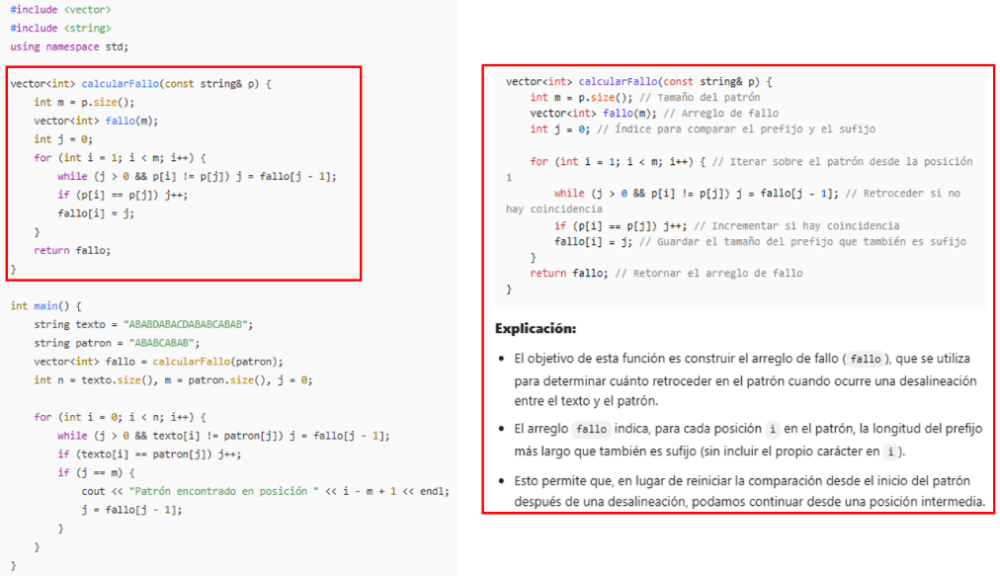 #include <vector>
#include <string>
using namespace std;
vector<int> calcularFallo(const string& p) {
    int m = p.size();
    vector<int> fallo(m);
    int j = 0;
    for (int i = 1; i < m; i++) {
        while (j > 0 && p[i] != p[j]) j = fallo[j - 1];
        if (p[i] == p[j]) j++;
        fallo[i] = j;
    }
    return fallo;
}
int main() {
    string texto = "ABABDABACDABABCABAB";
    string patron = "ABABCABAB";
    vector<int> fallo = calcularFallo(patron);
    int n = texto.size(), m = patron.size(), j = 0;
    for (int i = 0; i < n; i++) {
        while (j > 0 && texto[i] != patron[j]) j = fallo[j - 1];
        if (texto[i] == patron[j]) j++;
        if (j == m) {
            cout << "Patrón encontrado en posición " << i - m + 1 << endl;
            j = fallo[j - 1];
        }
    }
}
vector<int> calcularFallo(const string& p) {
    int m = p.size(); // Tamaño del patrón
    vector<int> fallo(m); // Arreglo de fallo
    int j = 0; // Índice para comparar el prefijo y el sufijo
    for (int i = 1; i < m; i++) { // Iterar sobre el patrón desde la posición
1
        while (j > 0 && p[i] != p[j]) j = fallo[j - 1]; // Retroceder si no
hay coincidencia
        if (p[i] == p[j]) j++; // Incrementar si hay coincidencia
        fallo[i] = j; // Guardar el tamaño del prefijo que también es sufijo
    }
    return fallo; // Retornar el arreglo de fallo
}
Explicación:
• El objetivo de esta función es construir el arreglo de fallo ( fallo ), que se utiliza
para determinar cuánto retroceder en el patrón cuando ocurre una desalineación
entre el texto y el patrón.
• El arreglo fallo indica, para cada posición i en el patrón, la longitud del prefijo
más largo que también es sufijo (sin incluir el propio carácter en i ).
• Esto permite que, en lugar de reiniciar la comparación desde el inicio del patrón
después de una desalineación, podamos continuar desde una posición intermedia.